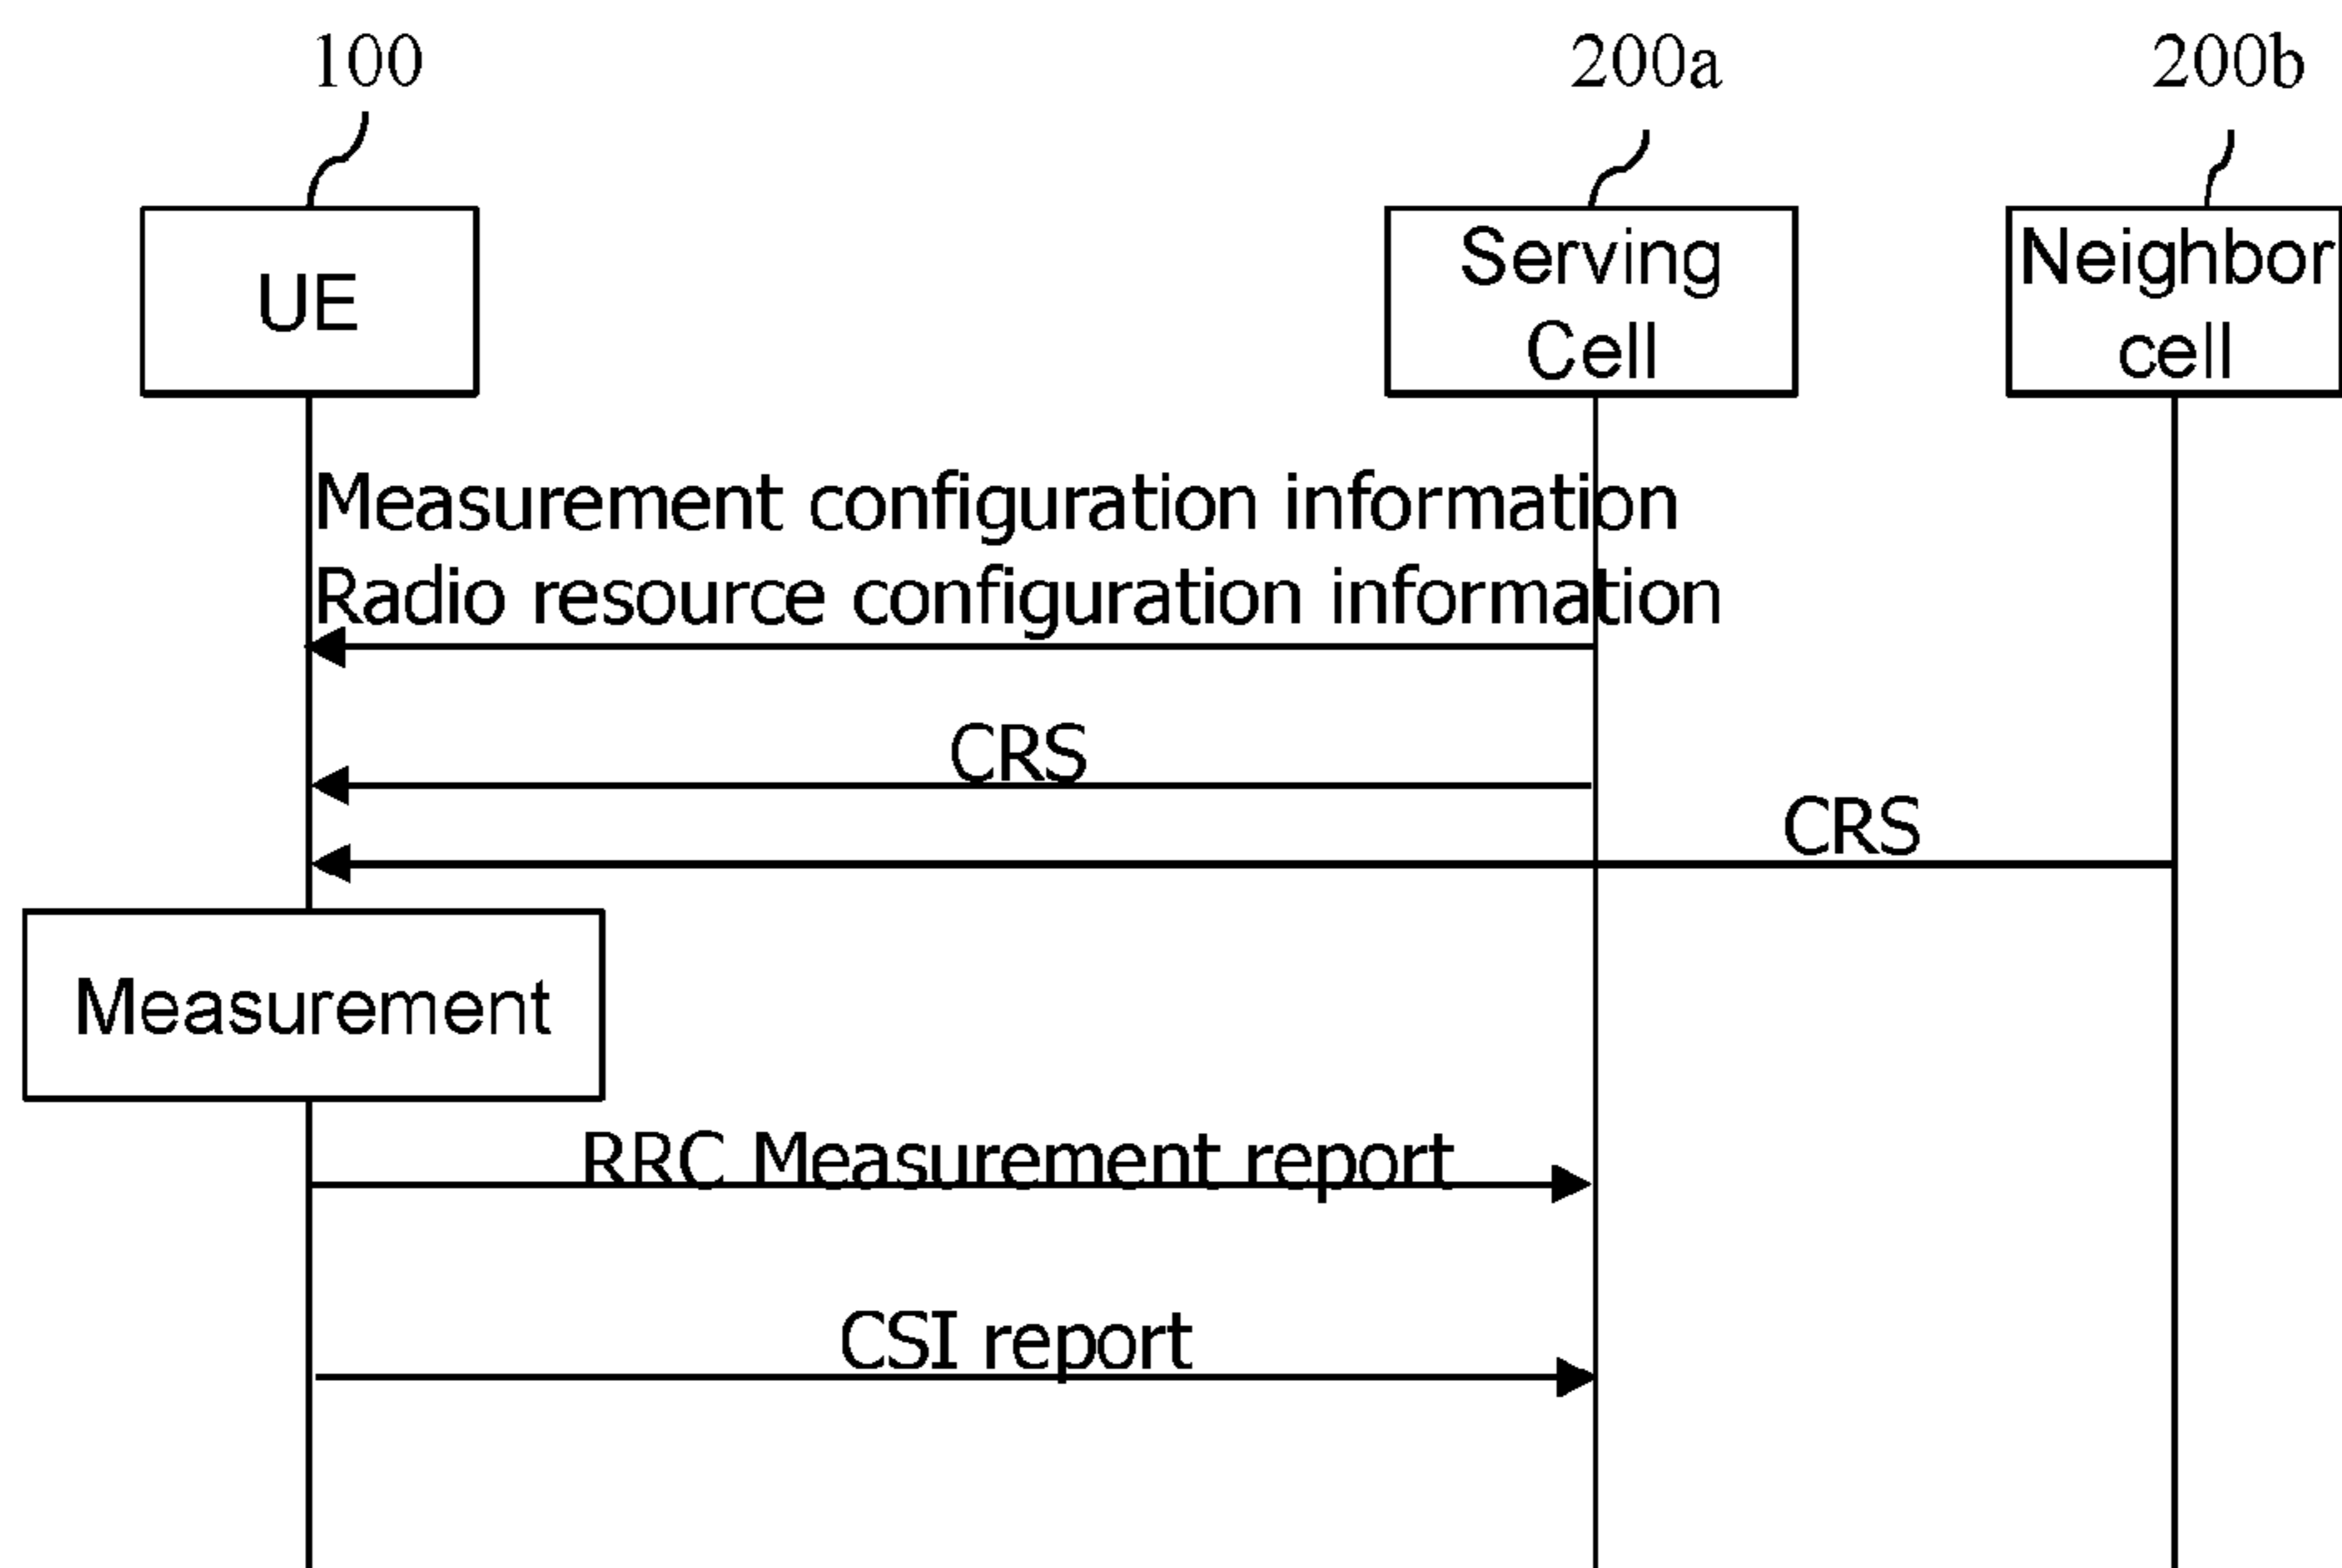 100
200a
200b
UE
Serving
Cell
Neighbor
cell
Measurement configuration information
Radio resource configuration information
CRS
CRS
Measurement
RRC Measurement report
CSI report